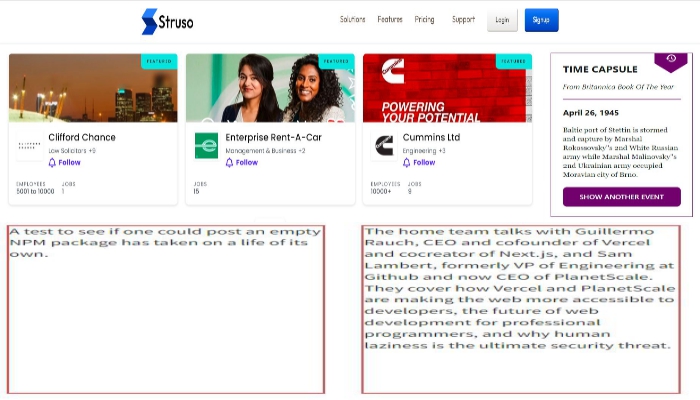 Struso
Solutions Features Pricing Support Login Signup
FEATURED
Clifford Chance
Law Solicitors +9
Follow
EMPLOYEES JOBS
5001 to 10000 1
FEATURED
Enterprise Rent-A-Car
Management & Business +2
Follow
JOBS
15
FEATURED
POWERING
YOUR POTENTIAL
Cummins Ltd
Engineering +3
Follow
EMPLOYEES JOBS
10000+ 9
TIME CAPSULE
From Britannica Book Of The Year
April 26, 1945
Baltic port of Stettin is stormed
and capture by Marshal
Rokossovsky"s 2nd White Russian
army while Marshal Malinovsky"s
2nd Ukrainian army occupied
Moravian city of Brno.
SHOW ANOTHER EVENT
A test to see if one could post an empty
NPM package has taken on a life of its
own.
The home team talks with Guillermo
Rauch, CEO and cofounder of Vercel
and cocreator of Next.js, and Sam
Lambert, formerly VP of Engineering at
Github and now CEO of PlanetScale.
They cover how Vercel and PlanetScale
are making the web more accessible to
developers, the future of web
development for professional
programmers, and why human
laziness is the ultimate security threat.